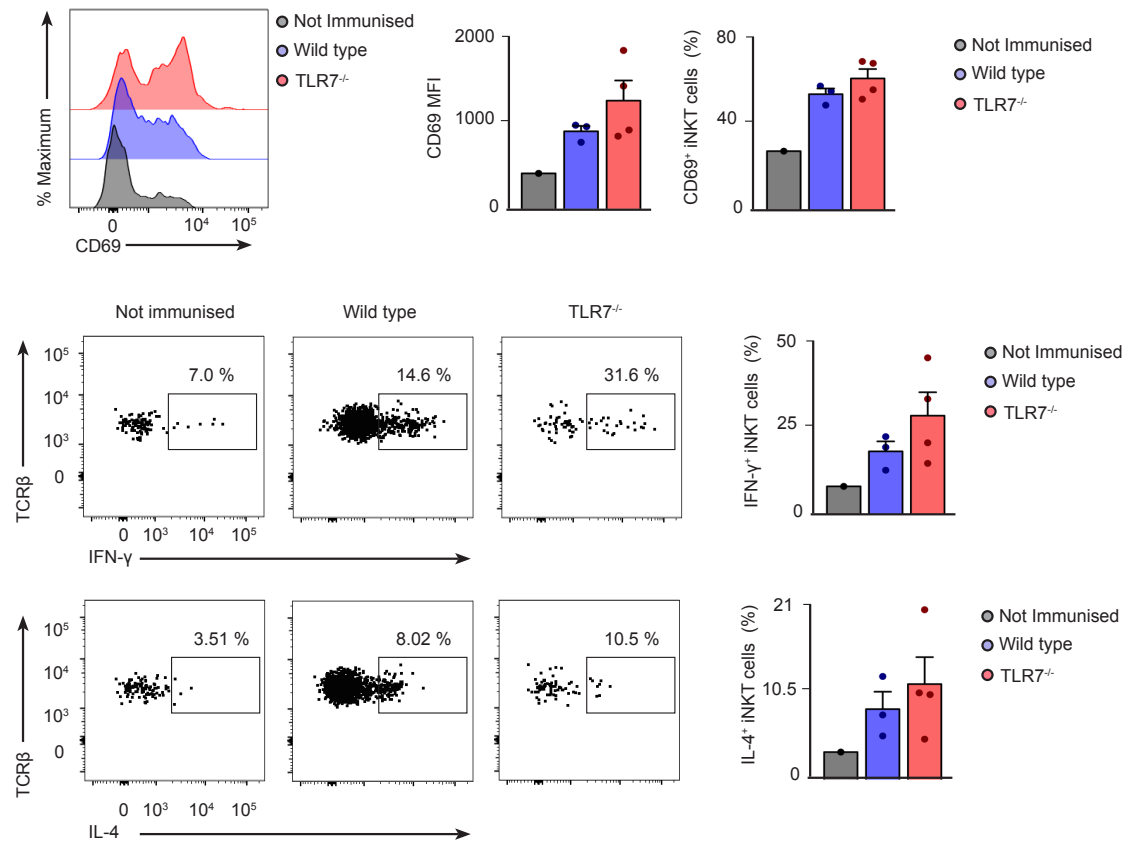 % Maximum
0 10⁴ 10⁵
CD69
Not Immunised
Wild type
TLR7⁻/⁻
CD69 MFI
2000
1000
0
CD69⁺ iNKT cells (%)
80
40
0
Not Immunised
Wild type
TLR7⁻/⁻
Not immunised
Wild type
TLR7⁻/⁻
TCRβ
10⁵
10⁴
10³
0
7.0 %
14.6 %
31.6 %
0 10³ 10⁴ 10⁵
IFN-γ
IFN-γ⁺ iNKT cells (%)
50
25
0
Not Immunised
Wild type
TLR7⁻/⁻
TCRβ
10⁵
10⁴
10³
0
3.51 %
8.02 %
10.5 %
0 10³ 10⁴ 10⁵
IL-4
IL-4⁺ iNKT cells (%)
21
10.5
0
Not Immunised
Wild type
TLR7⁻/⁻